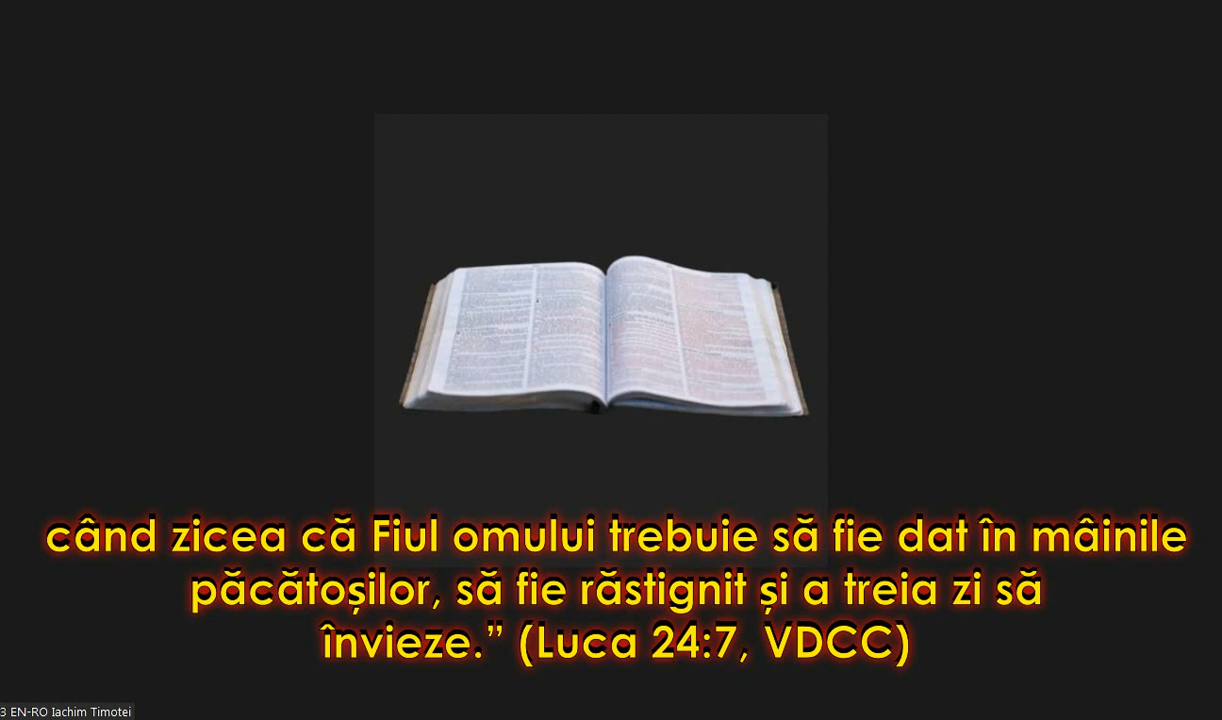 când zicea că Fiul omului trebuie să fie dat în mâinile
păcătoșilor, să fie răstignit și a treia zi să
învieze.” (Luca 24:7, VDCC)
3 EN-RO Iachim Timotei